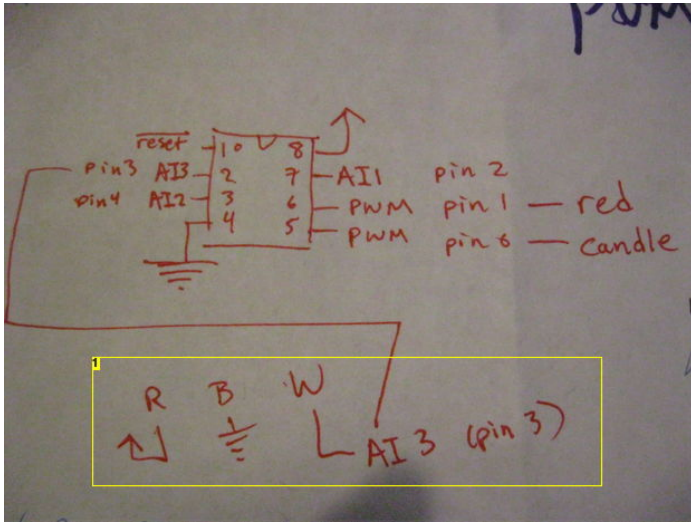 PWM
reset 1 8
pin3 AI3 2 7 AI1 pin 2
pin4 AI2 3 6 PWM pin 1 — red
4 5 PWM pin 0 — candle
1
R B W
AI 3 (pin 3)